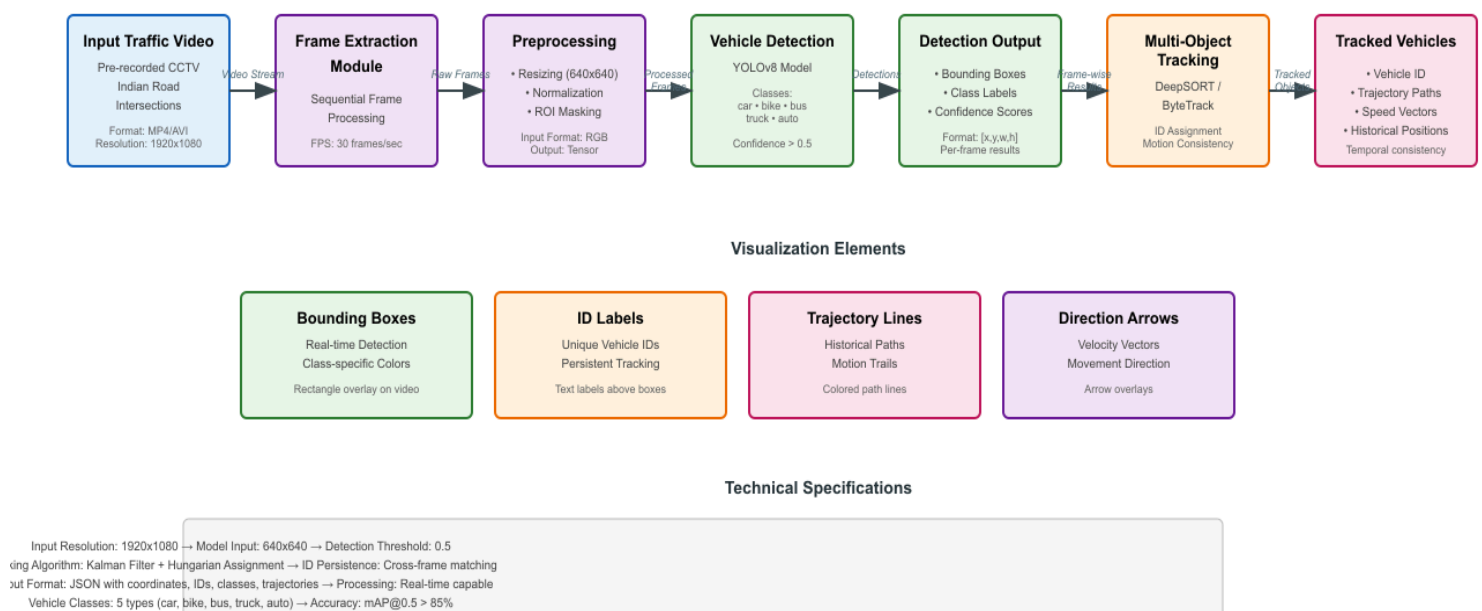 Input Traffic Video
Pre-recorded CCTV
Indian Road
Intersections
Format: MP4/AVI
Resolution: 1920x1080
Video Stream
Frame Extraction
Module
Sequential Frame
Processing
FPS: 30 frames/sec
Raw Frames
Preprocessing
• Resizing (640x640)
• Normalization
• ROI Masking
Input Format: RGB
Output: Tensor
Processed
Frames
Vehicle Detection
YOLOv8 Model
Classes:
car • bike • bus
truck • auto
Confidence > 0.5
Detections
Detection Output
• Bounding Boxes
• Class Labels
• Confidence Scores
Format: [x,y,w,h]
Per-frame results
Frame-wise
Results
Multi-Object
Tracking
DeepSORT /
ByteTrack
ID Assignment
Motion Consistency
Tracked
Objects
Tracked Vehicles
• Vehicle ID
• Trajectory Paths
• Speed Vectors
• Historical Positions
Temporal consistency
Visualization Elements
Bounding Boxes
Real-time Detection
Class-specific Colors
Rectangle overlay on video
ID Labels
Unique Vehicle IDs
Persistent Tracking
Text labels above boxes
Trajectory Lines
Historical Paths
Motion Trails
Colored path lines
Direction Arrows
Velocity Vectors
Movement Direction
Arrow overlays
Technical Specifications
Input Resolution: 1920x1080 → Model Input: 640x640 → Detection Threshold: 0.5
king Algorithm: Kalman Filter + Hungarian Assignment → ID Persistence: Cross-frame matching
out Format: JSON with coordinates, IDs, classes, trajectories → Processing: Real-time capable
Vehicle Classes: 5 types (car, bike, bus, truck, auto) → Accuracy: mAP@0.5 > 85%